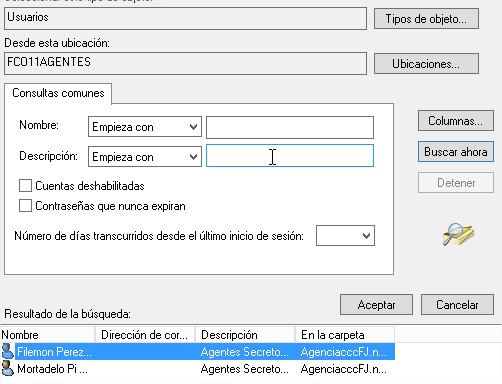 Usuarios
Tipos de objeto...
Desde esta ubicación:
FC011AGENTES
Ubicaciones...
Consultas comunes
Nombre:
Empieza con
Columnas...
Descripción:
Empieza con
Buscar ahora
Cuentas deshabilitadas
Detener
Contraseñas que nunca expiran
Número de días transcurridos desde el último inicio de sesión:
Aceptar
Cancelar
Resultado de la búsqueda:
Nombre Dirección de cor... Descripción En la carpeta
Filemon Perez... Agentes Secreto... AgenciacccFJ.n...
Mortadelo Pi ... Agentes Secreto... AgenciacccFJ.n...